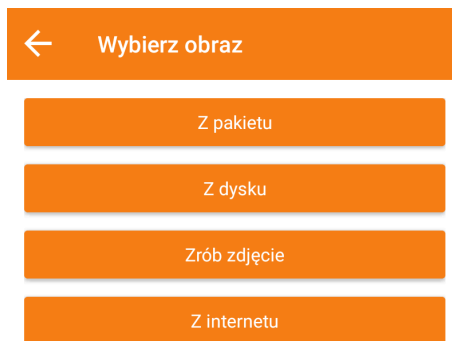 Wybierz obraz
Z pakietu
Z dysku
Zrób zdjęcie
Z internetu